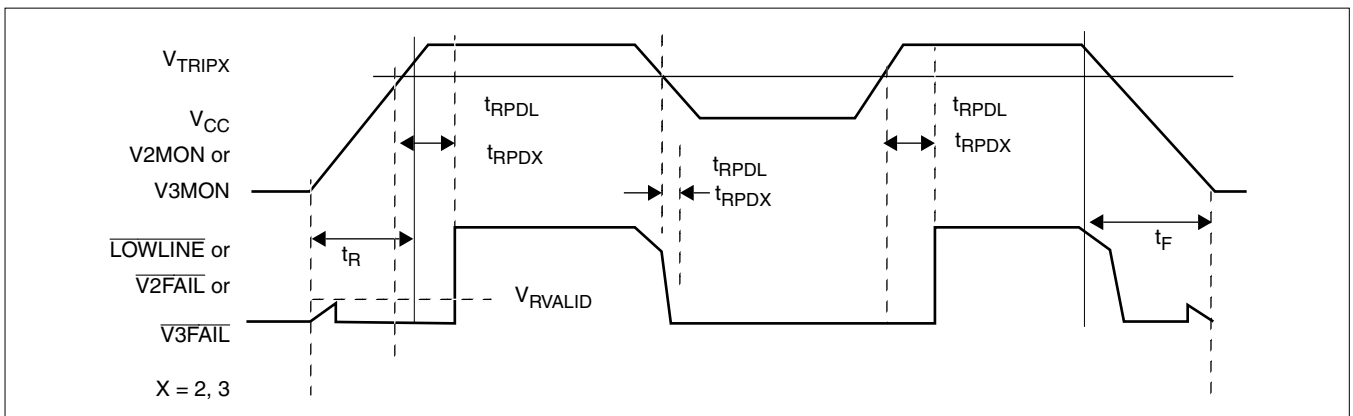 V_TRIPX
V_CC
V2MON or
V3MON
t_RPDL
t_RPDX
t_RPDL
t_RPDX
t_RPDL
t_RPDX
t_R
t_F
LOWLINE or
V2FAIL or
V3FAIL
V_RVALID
X = 2, 3